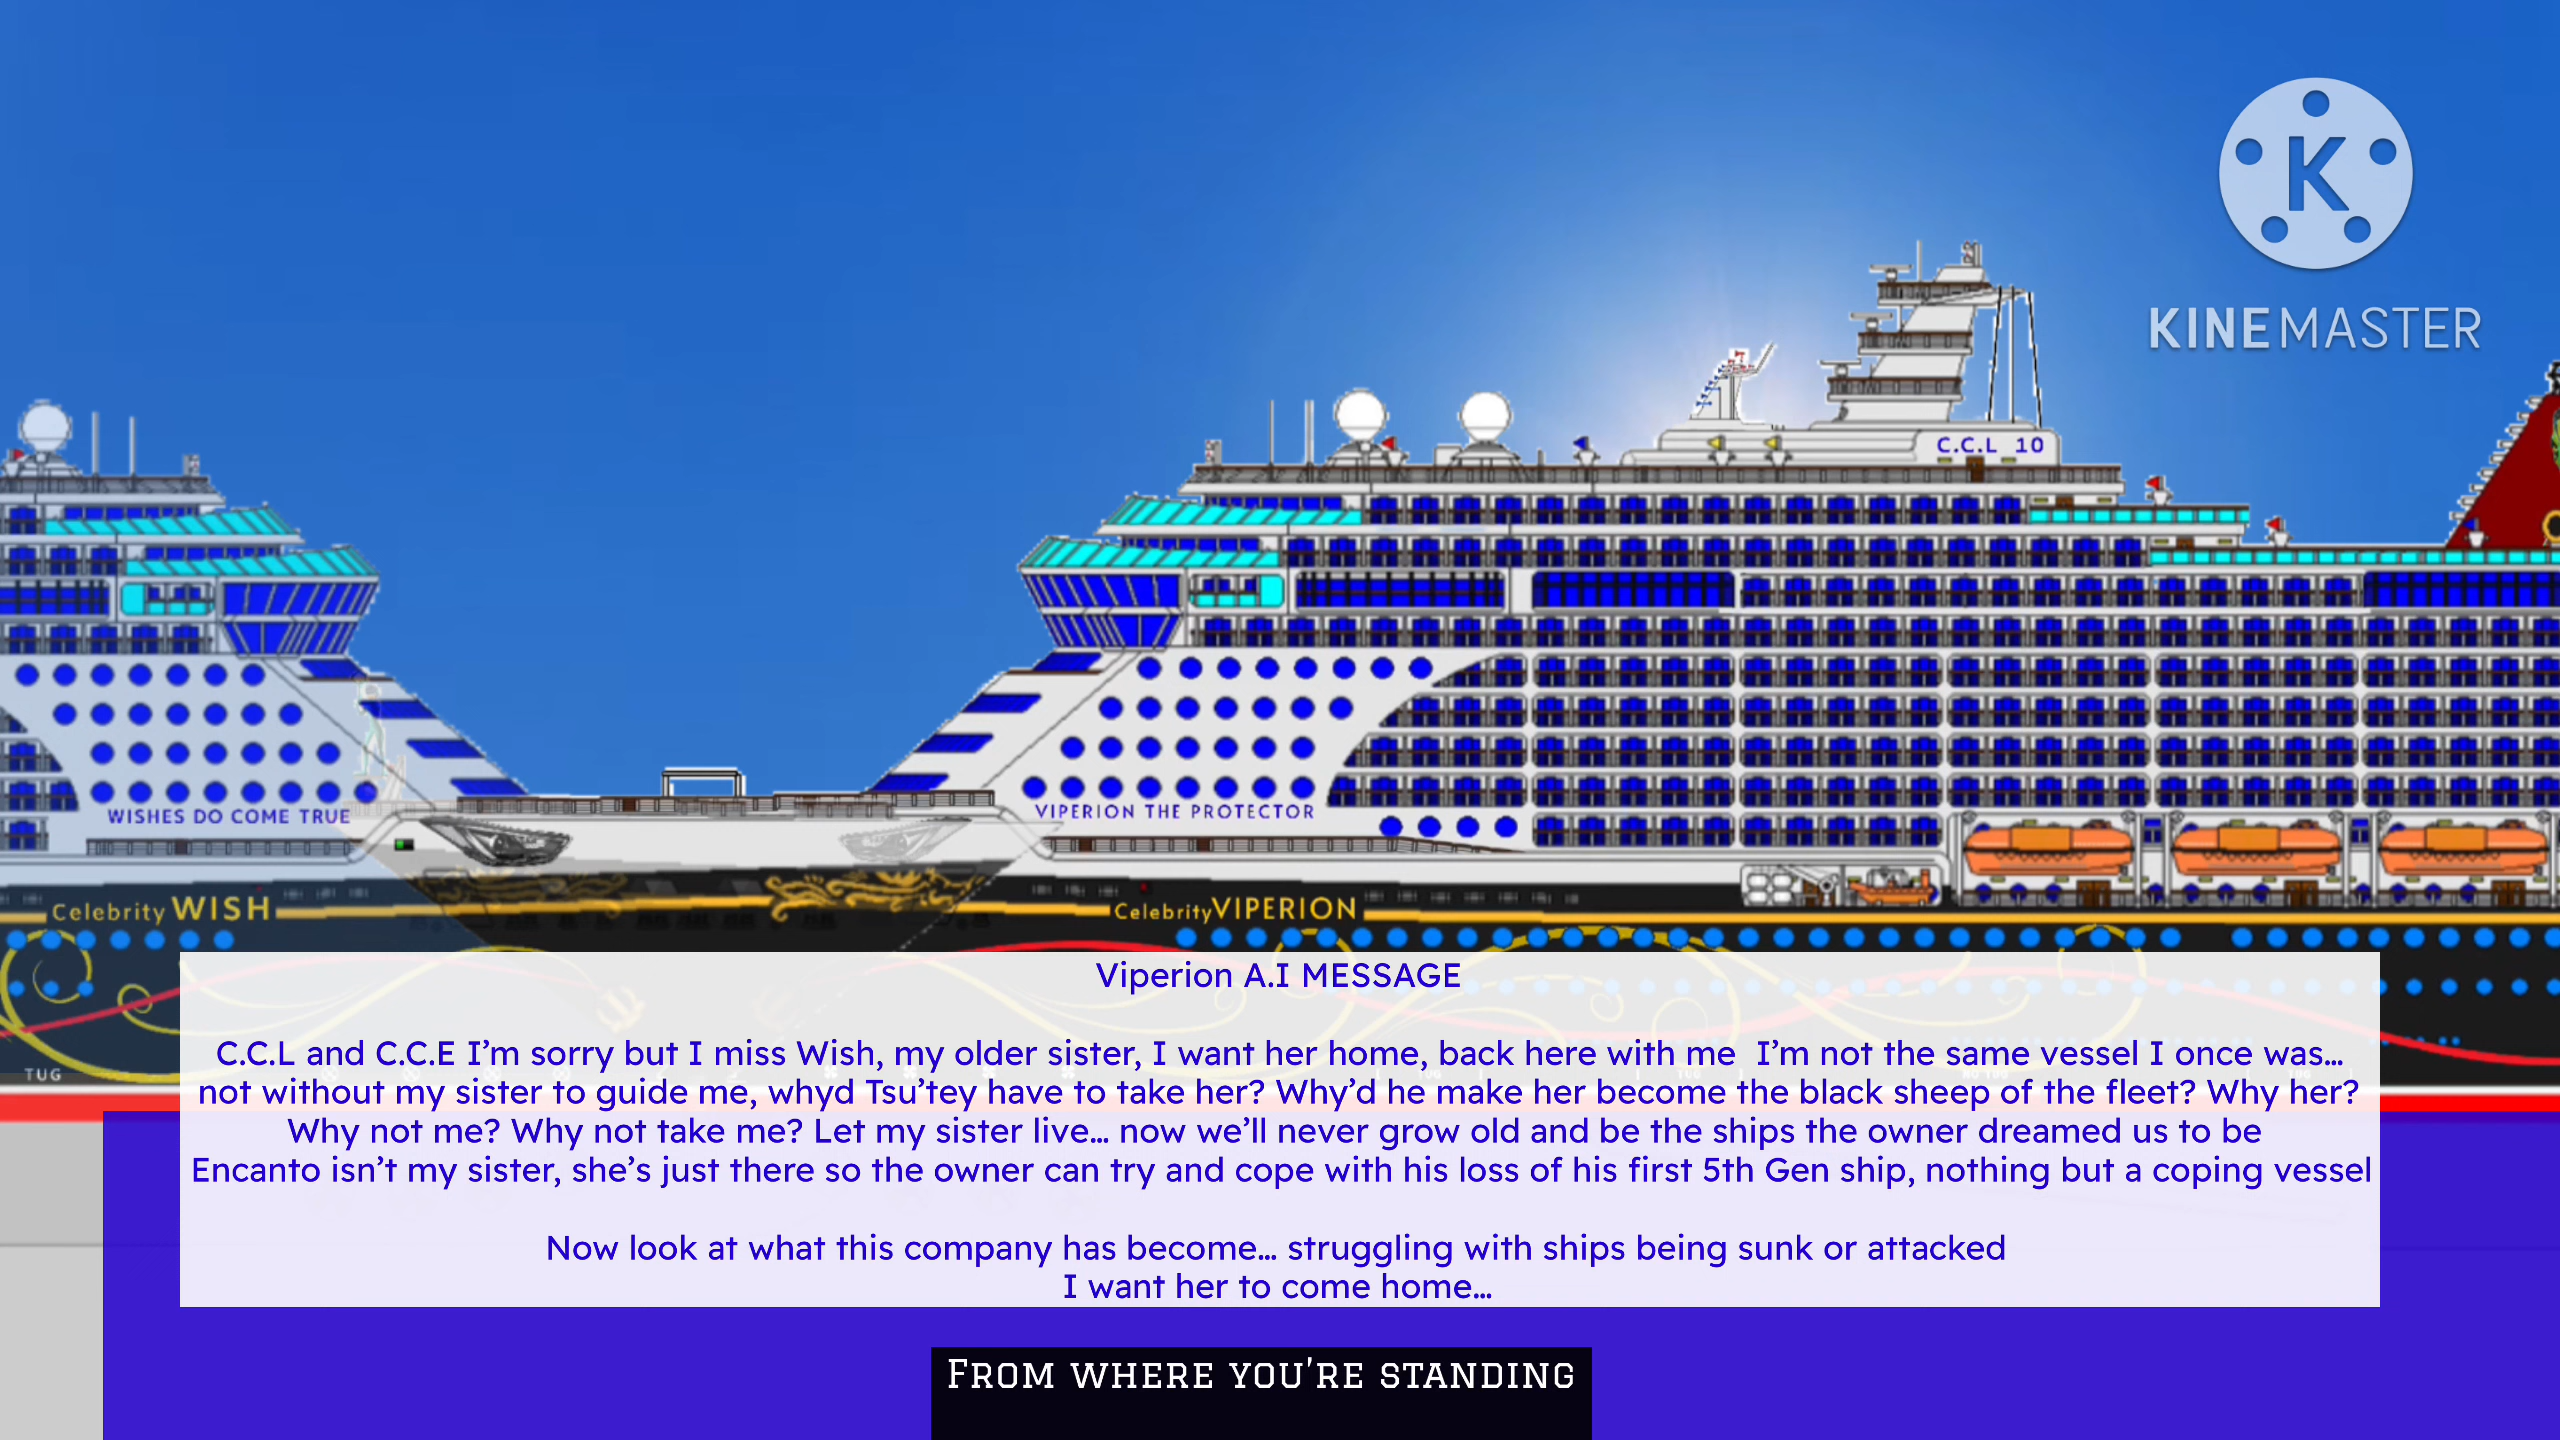 K
KINEMASTER
C.C.L 10
WISHES DO COME TRUE
VIPERION THE PROTECTOR
Celebrity WISH
Celebrity VIPERION
TUG
Viperion A.I MESSAGE
C.C.L and C.C.E I'm sorry but I miss Wish, my older sister, I want her home, back here with me  I'm not the same vessel I once was...
not without my sister to guide me, whyd Tsu'tey have to take her? Why'd he make her become the black sheep of the fleet? Why her?
Why not me? Why not take me? Let my sister live... now we'll never grow old and be the ships the owner dreamed us to be
Encanto isn't my sister, she's just there so the owner can try and cope with his loss of his first 5th Gen ship, nothing but a coping vessel
Now look at what this company has become... struggling with ships being sunk or attacked
I want her to come home...
FROM WHERE YOU'RE STANDING